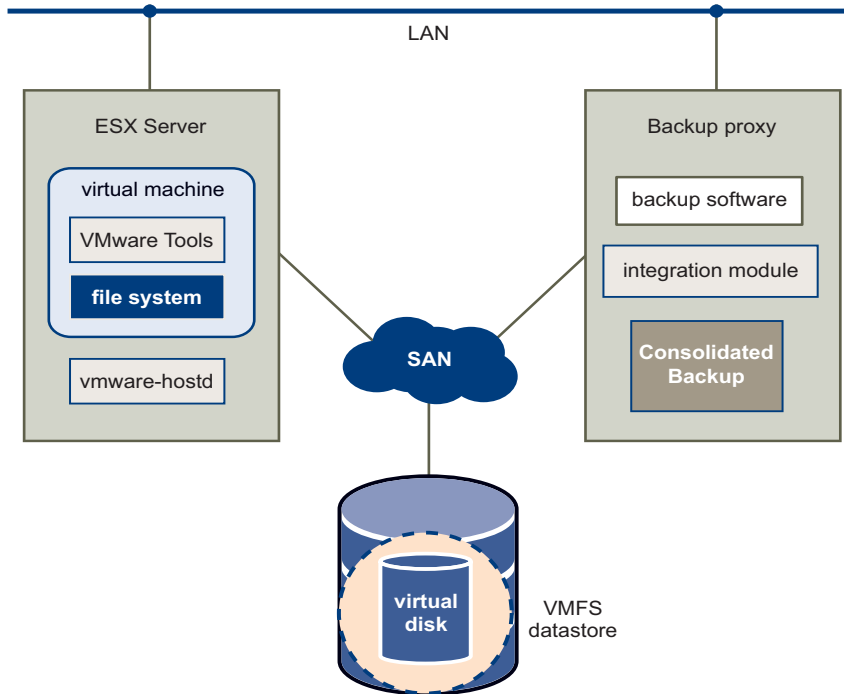 LAN
ESX Server
virtual machine
VMware Tools
file system
vmware-hostd
Backup proxy
backup software
integration module
Consolidated
Backup
SAN
virtual
disk
VMFS
datastore